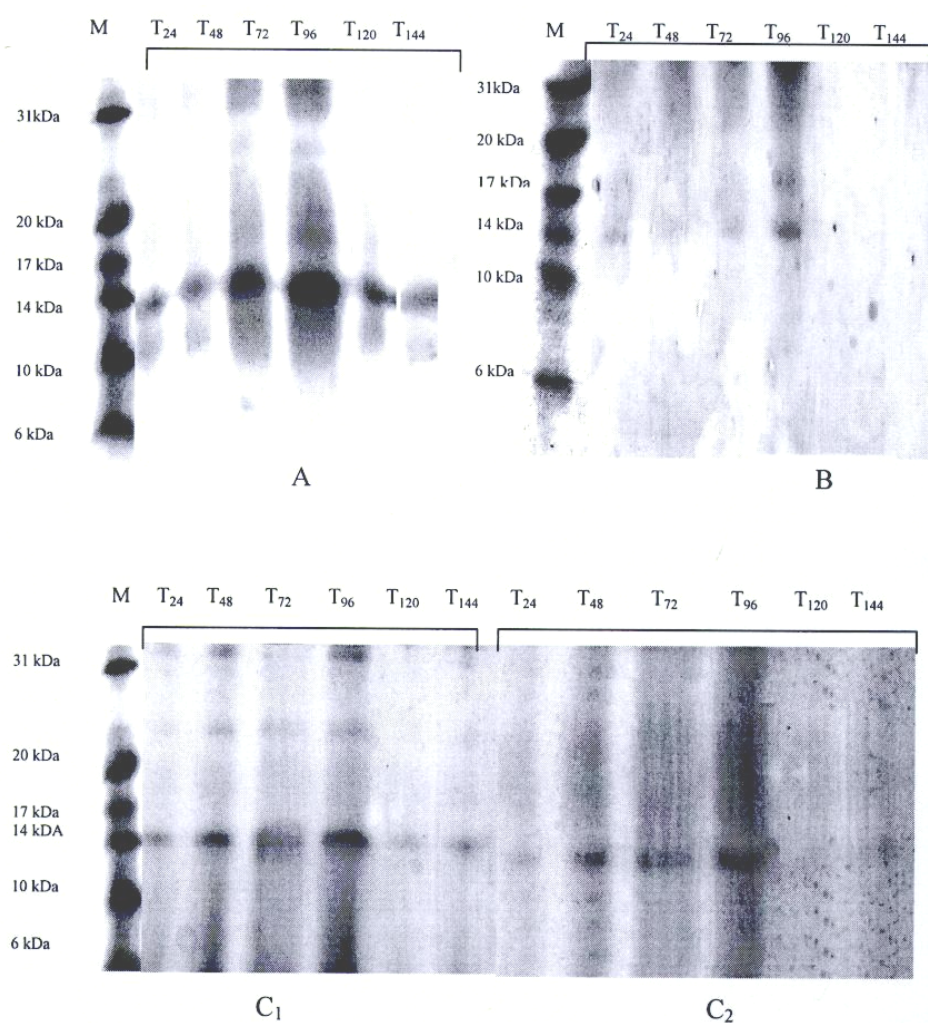 M T₂₄ T₄₈ T₇₂ T₉₆ T₁₂₀ T₁₄₄
31kDa
20 kDa
17 kDa
14 kDa
10 kDa
6 kDa
A
M T₂₄ T₄₈ T₇₂ T₉₆ T₁₂₀ T₁₄₄
31kDa
20 kDa
17 kDa
14 kDa
10 kDa
6 kDa
B
M T₂₄ T₄₈ T₇₂ T₉₆ T₁₂₀ T₁₄₄ T₂₄ T₄₈ T₇₂ T₉₆ T₁₂₀ T₁₄₄
31 kDa
20 kDa
17 kDa
14 kDA
10 kDa
6 kDa
C₁ C₂